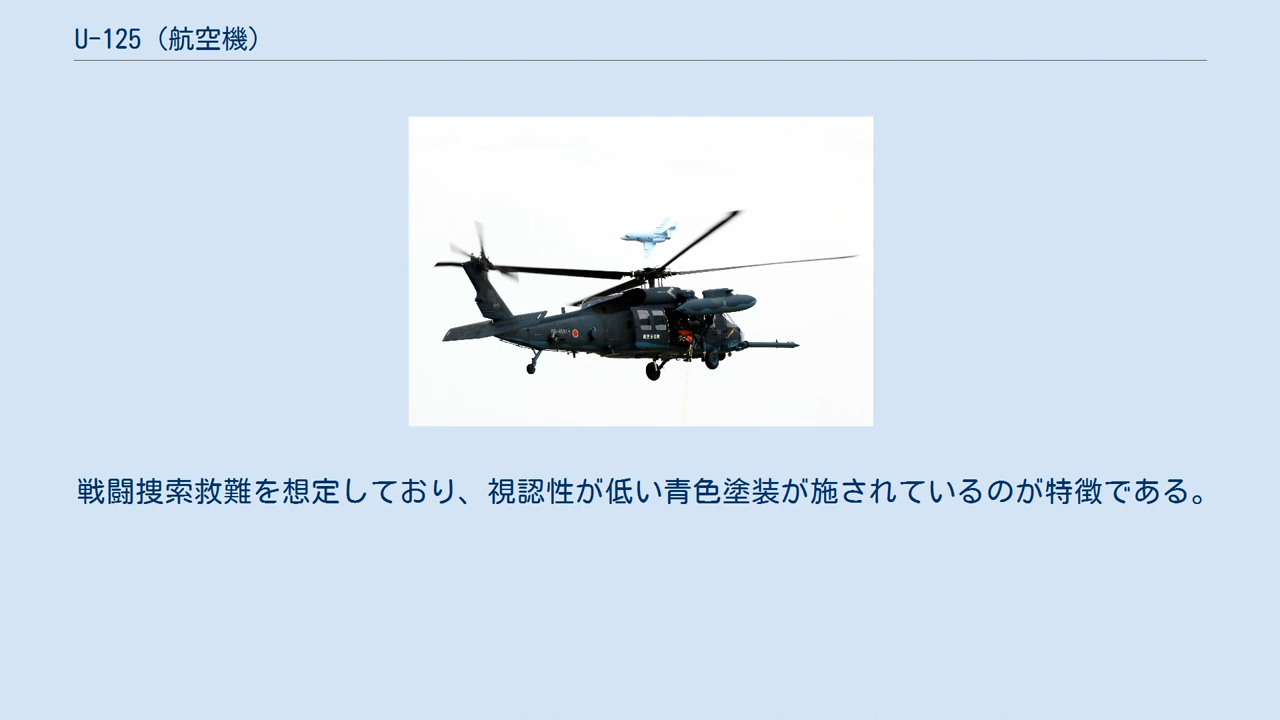 U-125（航空機）
戦闘捜索救難を想定しており、視認性が低い青色塗装が施されているのが特徴である。